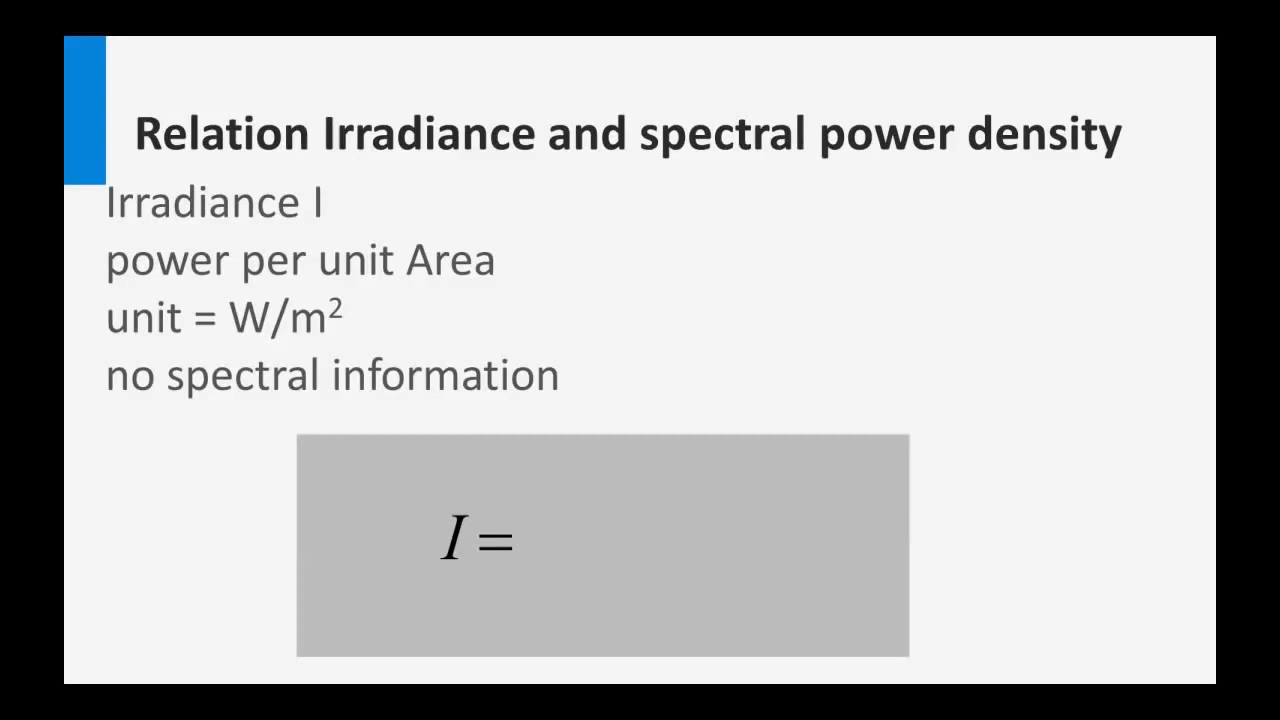 Relation Irradiance and spectral power density
Irradiance I
power per unit Area
unit = W/m²
no spectral information
I =